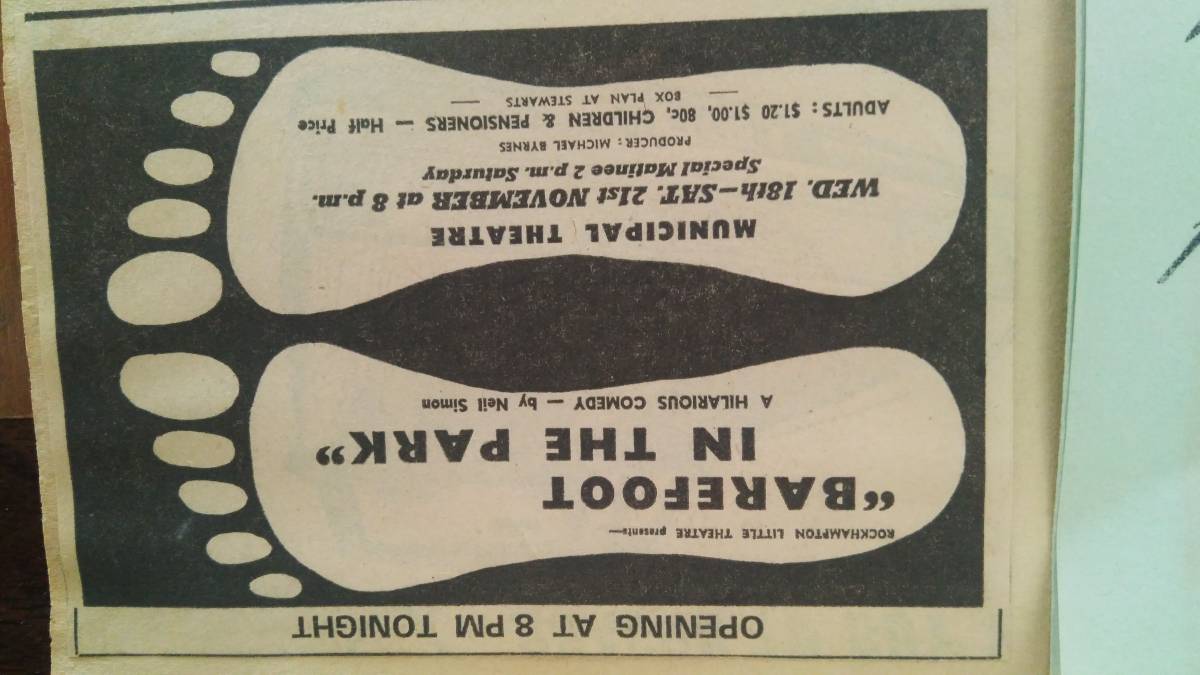 OPENING AT 8 PM TONIGHT
ROCKHAMPTON LITTLE THEATRE presents—
“BAREFOOT
IN THE PARK”
A HILARIOUS COMEDY — by Neil Simon
MUNICIPAL THEATRE
WED. 18th—SAT. 21st NOVEMBER at 8 p.m.
Special Matinee 2 p.m. Saturday
PRODUCER: MICHAEL BYRNES
ADULTS: $1.20 $1.00, 80c, CHILDREN & PENSIONERS — Half Price
— BOX PLAN AT STEWARTS —